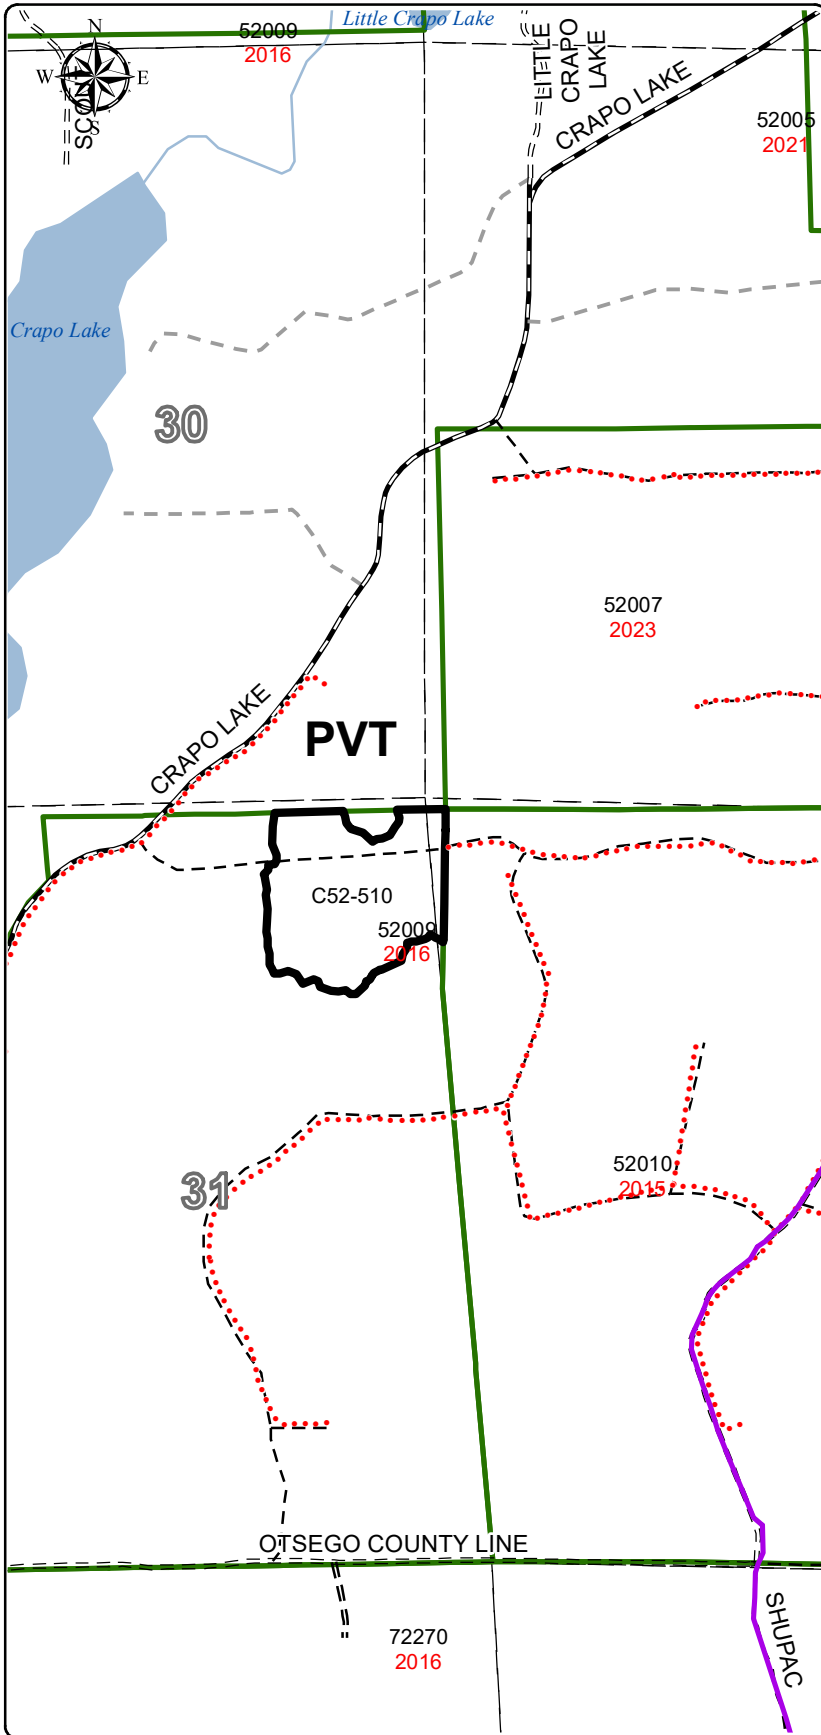 Little Crapo Lake
52009
2016
N
W
E
S
SCO
LITTLE
CRAPO
LAKE
CRAPO LAKE
52005
2021
Crapo Lake
30
52007
2023
CRAPO LAKE
PVT
C52-510
52009
2016
31
52010
2015
OTSEGO COUNTY LINE
SHUPAC
72270
2016